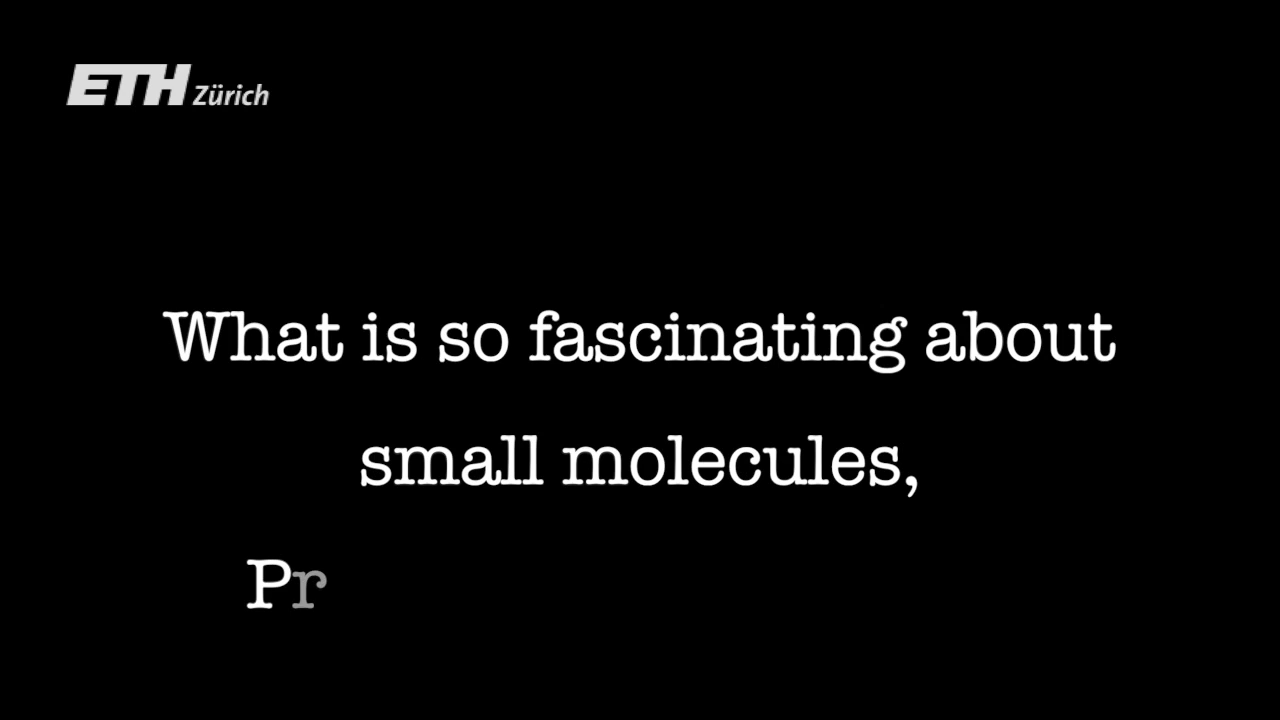 ETH Zürich
What is so fascinating about
small molecules,
Pr